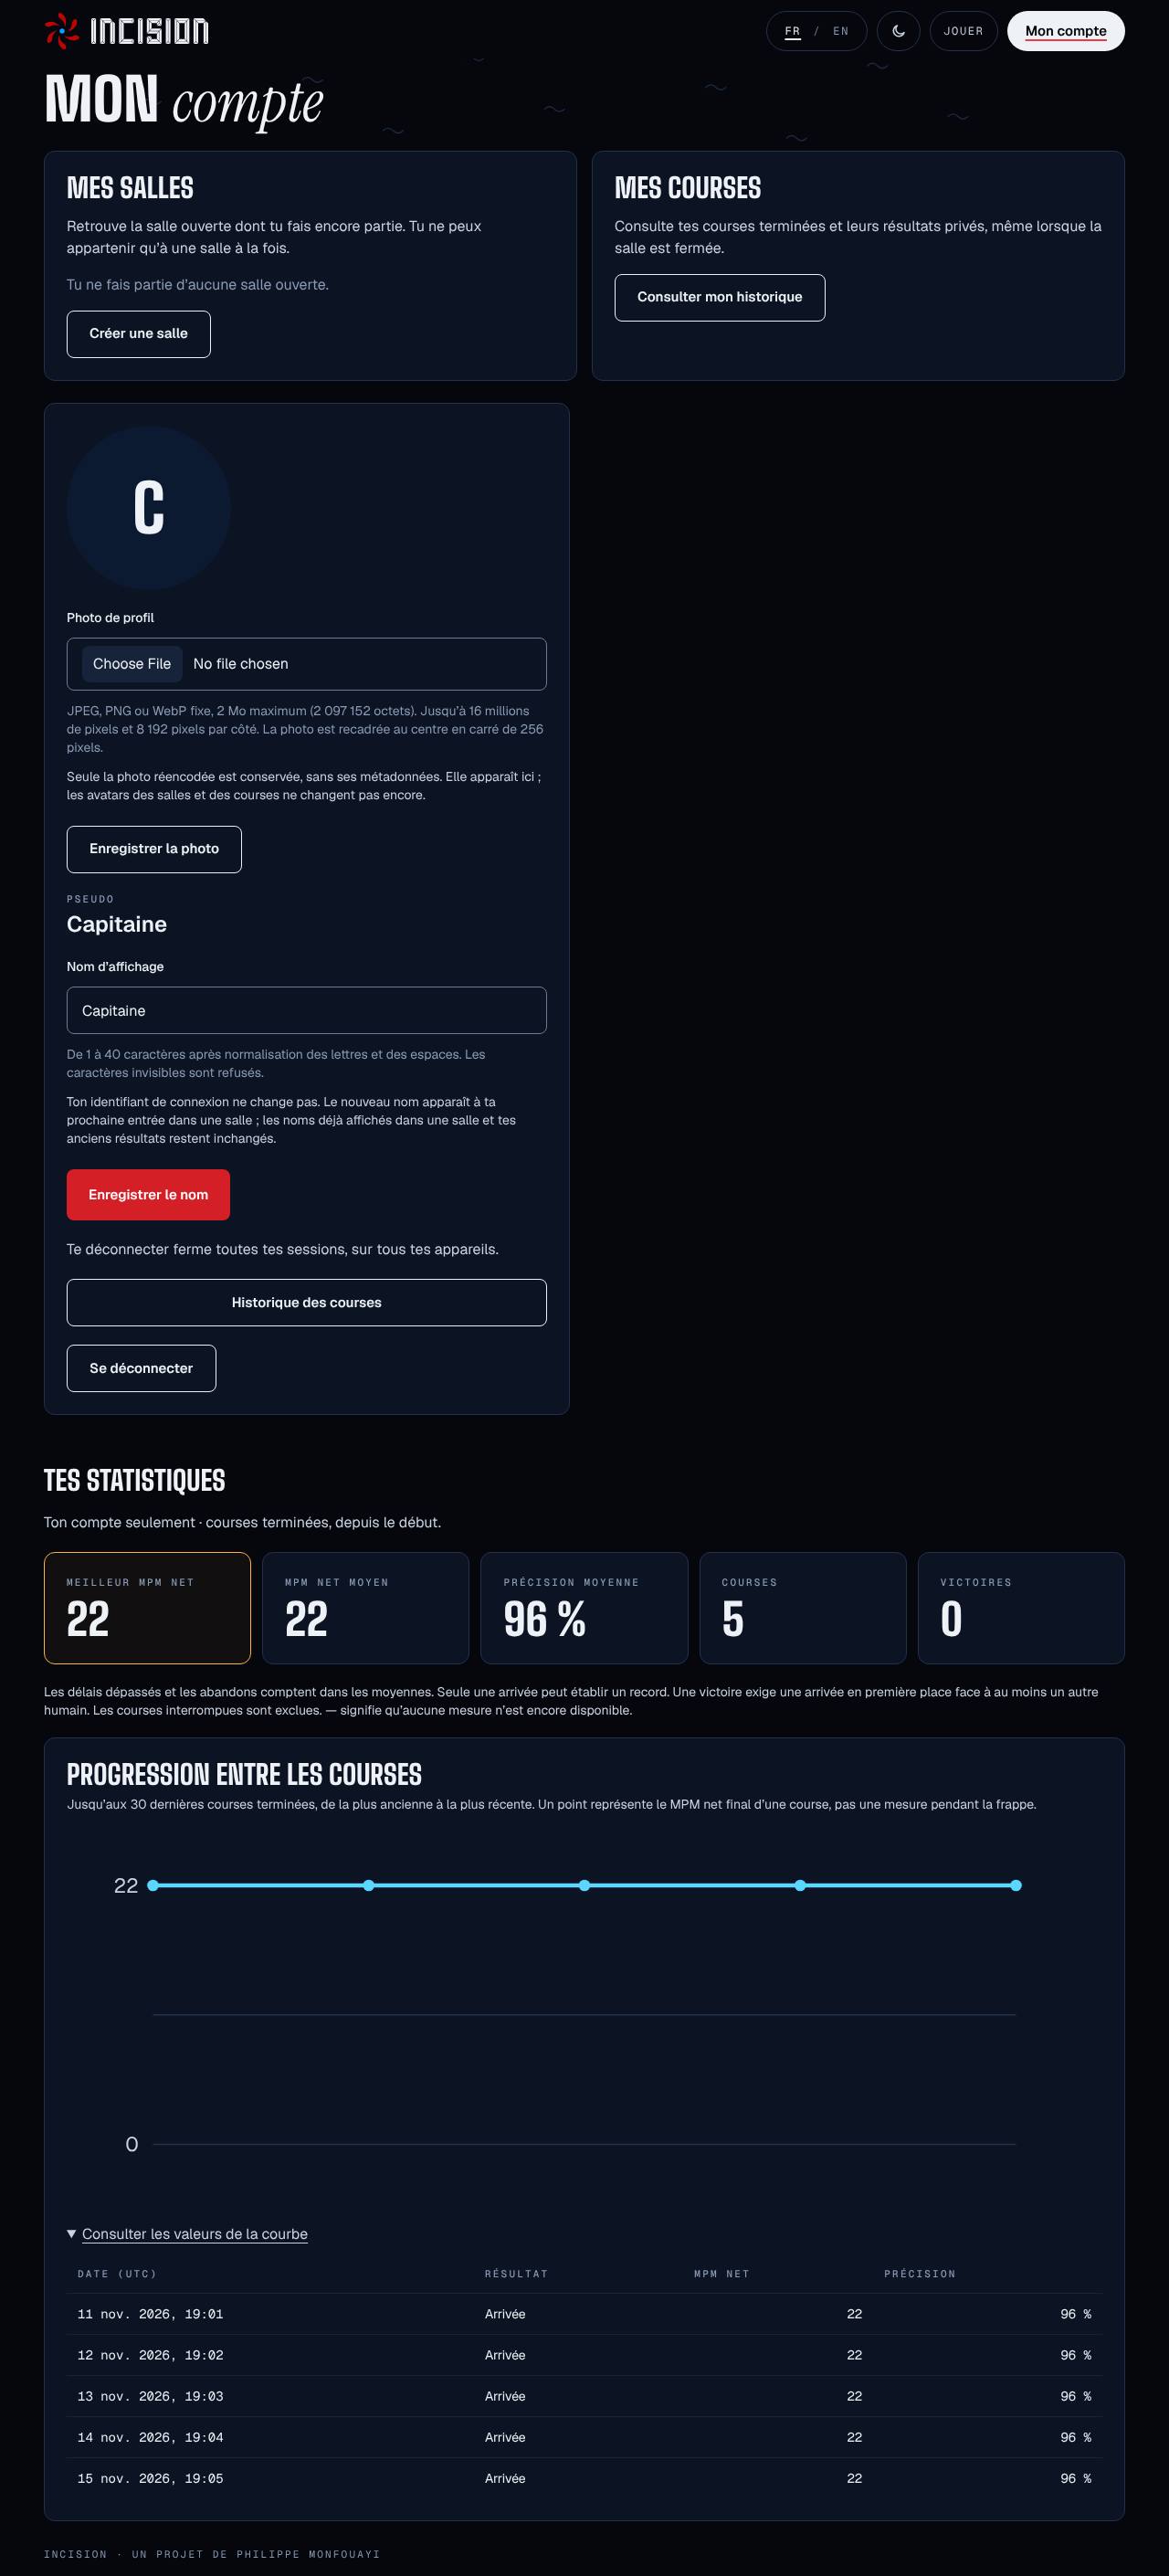 INCISION
FR / EN
JOUER
Mon compte
MON compte
MES SALLES
Retrouve la salle ouverte dont tu fais encore partie. Tu ne peux
appartenir qu’à une salle à la fois.
Tu ne fais partie d’aucune salle ouverte.
Créer une salle
MES COURSES
Consulte tes courses terminées et leurs résultats privés, même lorsque la
salle est fermée.
Consulter mon historique
C
Photo de profil
Choose File No file chosen
JPEG, PNG ou WebP fixe, 2 Mo maximum (2 097 152 octets). Jusqu’à 16 millions
de pixels et 8 192 pixels par côté. La photo est recadrée au centre en carré de 256
pixels.
Seule la photo réencodée est conservée, sans ses métadonnées. Elle apparaît ici ;
les avatars des salles et des courses ne changent pas encore.
Enregistrer la photo
PSEUDO
Capitaine
Nom d’affichage
Capitaine
De 1 à 40 caractères après normalisation des lettres et des espaces. Les
caractères invisibles sont refusés.
Ton identifiant de connexion ne change pas. Le nouveau nom apparaît à ta
prochaine entrée dans une salle ; les noms déjà affichés dans une salle et tes
anciens résultats restent inchangés.
Enregistrer le nom
Te déconnecter ferme toutes tes sessions, sur tous tes appareils.
Historique des courses
Se déconnecter
TES STATISTIQUES
Ton compte seulement · courses terminées, depuis le début.
MEILLEUR MPM NET
22
MPM NET MOYEN
22
PRÉCISION MOYENNE
96 %
COURSES
5
VICTOIRES
0
Les délais dépassés et les abandons comptent dans les moyennes. Seule une arrivée peut établir un record. Une victoire exige une arrivée en première place face à au moins un autre
humain. Les courses interrompues sont exclues. — signifie qu’aucune mesure n’est encore disponible.
PROGRESSION ENTRE LES COURSES
Jusqu’aux 30 dernières courses terminées, de la plus ancienne à la plus récente. Un point représente le MPM net final d’une course, pas une mesure pendant la frappe.
22
0
▼ Consulter les valeurs de la courbe
DATE (UTC) RÉSULTAT MPM NET PRÉCISION
11 nov. 2026, 19:01 Arrivée 22 96 %
12 nov. 2026, 19:02 Arrivée 22 96 %
13 nov. 2026, 19:03 Arrivée 22 96 %
14 nov. 2026, 19:04 Arrivée 22 96 %
15 nov. 2026, 19:05 Arrivée 22 96 %
INCISION · UN PROJET DE PHILIPPE MONFOUAYI